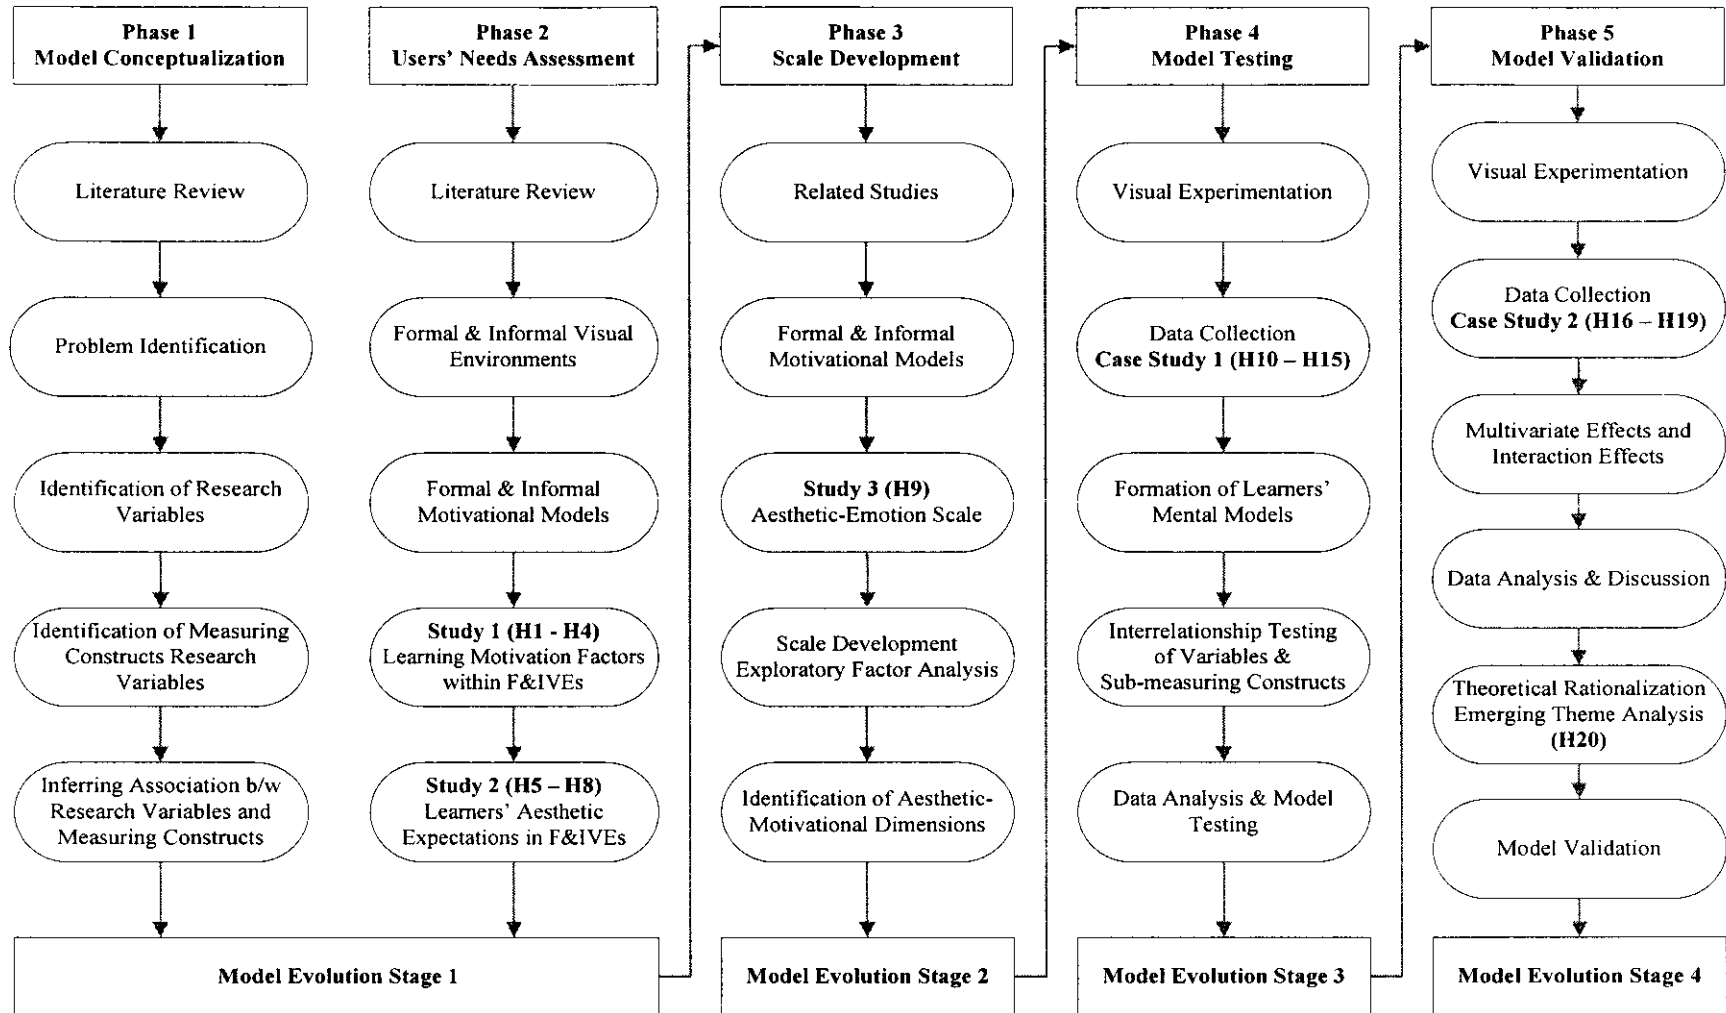 Phase 1
Model Conceptualization
Literature Review
Problem Identification
Identification of Research
Variables
Identification of Measuring
Constructs Research
Variables
Inferring Association b/w
Research Variables and
Measuring Constructs
Phase 2
Users' Needs Assessment
Literature Review
Formal & Informal Visual
Environments
Formal & Informal
Motivational Models
Study 1 (H1 - H4)
Learning Motivation Factors
within F&IVEs
Study 2 (H5 – H8)
Learners' Aesthetic
Expectations in F&IVEs
Model Evolution Stage 1
Phase 3
Scale Development
Related Studies
Formal & Informal
Motivational Models
Study 3 (H9)
Aesthetic-Emotion Scale
Scale Development
Exploratory Factor Analysis
Identification of Aesthetic-
Motivational Dimensions
Model Evolution Stage 2
Phase 4
Model Testing
Visual Experimentation
Data Collection
Case Study 1 (H10 – H15)
Formation of Learners'
Mental Models
Interrelationship Testing
of Variables &
Sub-measuring Constructs
Data Analysis & Model
Testing
Model Evolution Stage 3
Phase 5
Model Validation
Visual Experimentation
Data Collection
Case Study 2 (H16 – H19)
Multivariate Effects and
Interaction Effects
Data Analysis & Discussion
Theoretical Rationalization
Emerging Theme Analysis
(H20)
Model Validation
Model Evolution Stage 4